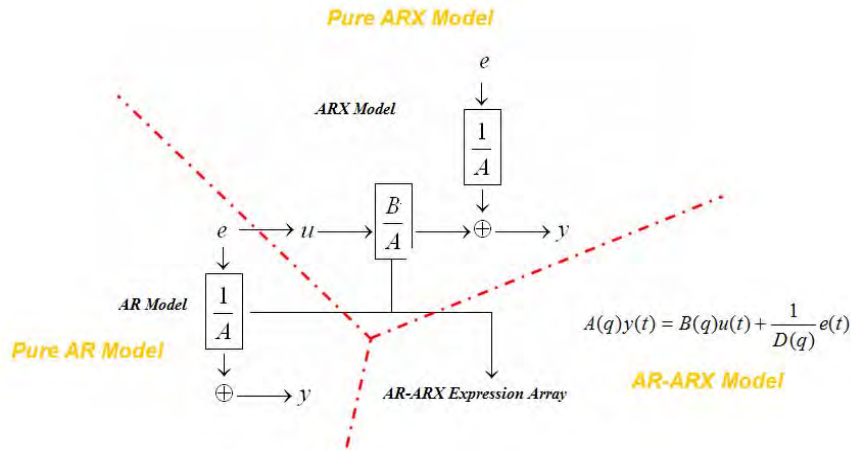 Pure ARX Model
e
ARX Model
1
A
B
A
e
u
⊕
y
AR Model
1
A
A(q)y(t) = B(q)u(t) + 1/D(q) e(t)
Pure AR Model
AR-ARX Model
⊕
y
AR-ARX Expression Array